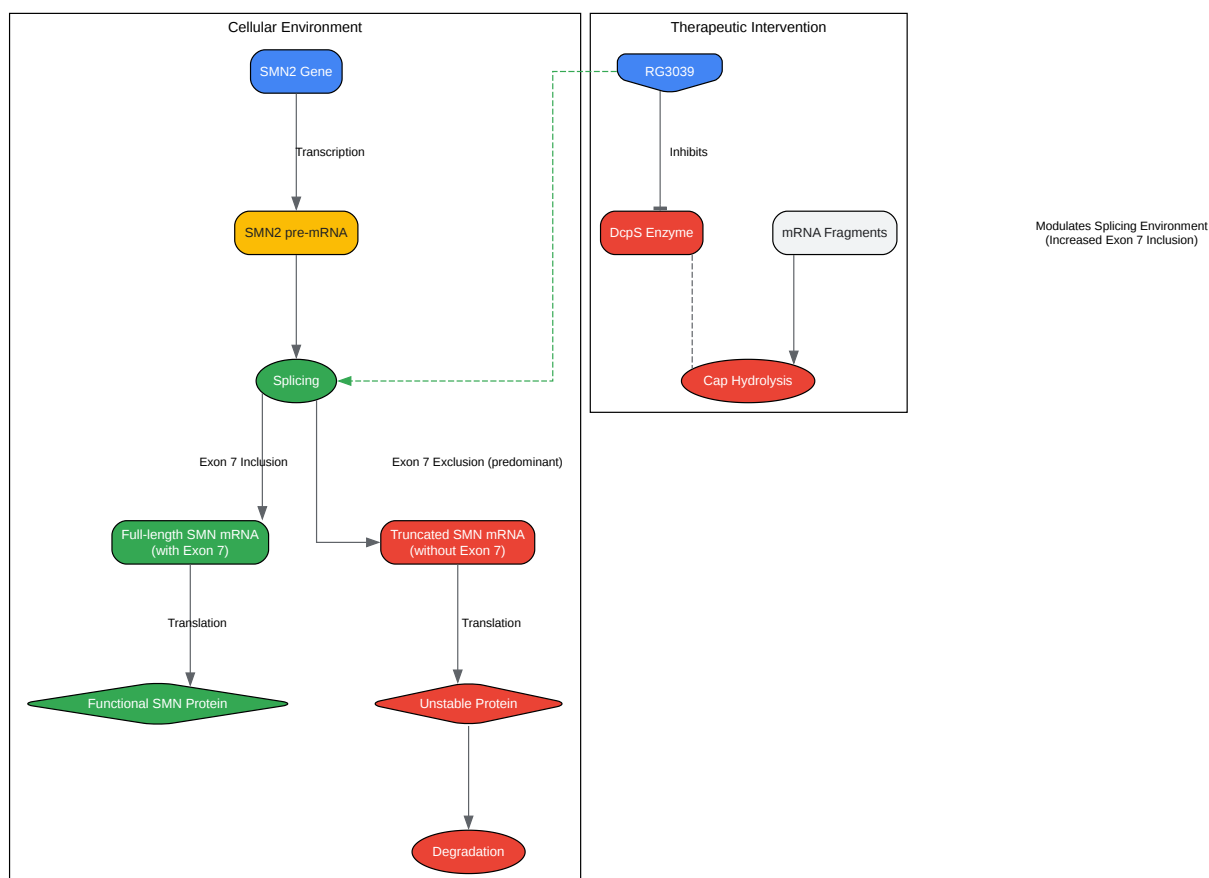 Cellular Environment
Therapeutic Intervention
SMN2 Gene
RG3039
Transcription
Inhibits
SMN2 pre-mRNA
DcpS Enzyme
mRNA Fragments
Modulates Splicing Environment
(Increased Exon 7 Inclusion)
Splicing
Cap Hydrolysis
Exon 7 Inclusion
Exon 7 Exclusion (predominant)
Full-length SMN mRNA
(with Exon 7)
Truncated SMN mRNA
(without Exon 7)
Translation
Translation
Functional SMN Protein
Unstable Protein
Degradation